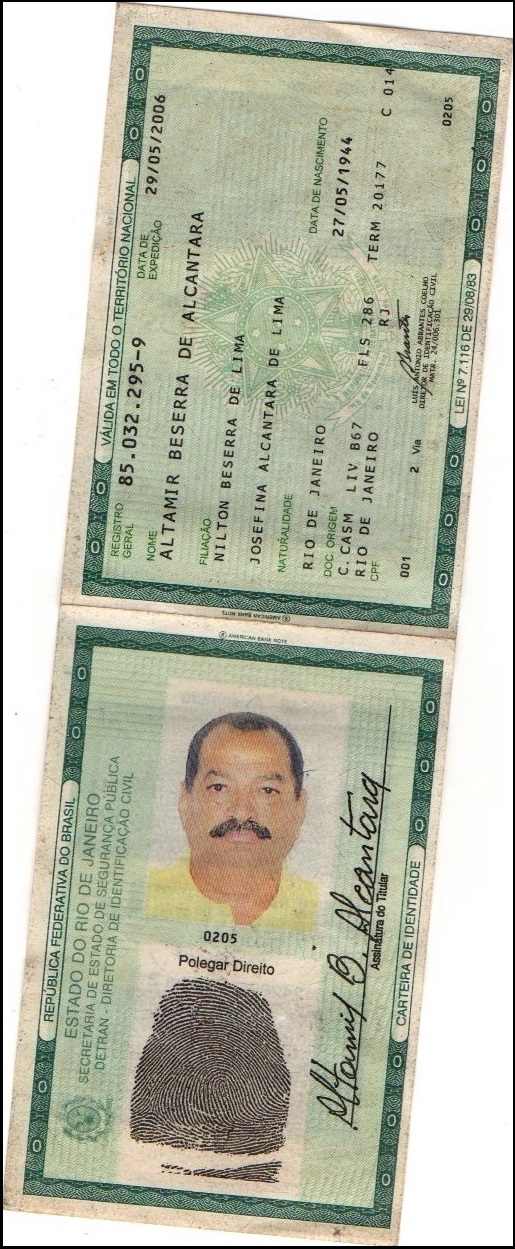 VÁLIDA EM TODO O TERRITÓRIO NACIONAL
REGISTRO GERAL 85.032.295-9 DATA DE EXPEDIÇÃO 29/05/2006
NOME
ALTAMIR BESERRA DE ALCANTARA
FILIAÇÃO
NILTON BESERRA DE LIMA
JOSEFINA ALCANTARA DE LIMA
NATURALIDADE DATA DE NASCIMENTO
RIO DE JANEIRO 27/05/1944
DOC. ORIGEM
C. CASM LIV B67 FLS 286 TERM 20177 C 014
RIO DE JANEIRO RJ
CPF
001 2 Via 0205
LUIS ANTONIO ABRANTES COELHO
DIRETOR DE IDENTIFICAÇÃO CIVIL
MATR. 24/006.301
LEI Nº 7.116 DE 29/08/83
AMERICAN BANK NOTE
AMERICAN BANK NOTE
REPÚBLICA FEDERATIVA DO BRASIL
ESTADO DO RIO DE JANEIRO
SECRETARIA DE ESTADO DE SEGURANÇA PÚBLICA
DETRAN - DIRETORIA DE IDENTIFICAÇÃO CIVIL
0205
Polegar Direito
Altamir B. Alcantara
Assinatura do Titular
CARTEIRA DE IDENTIDADE